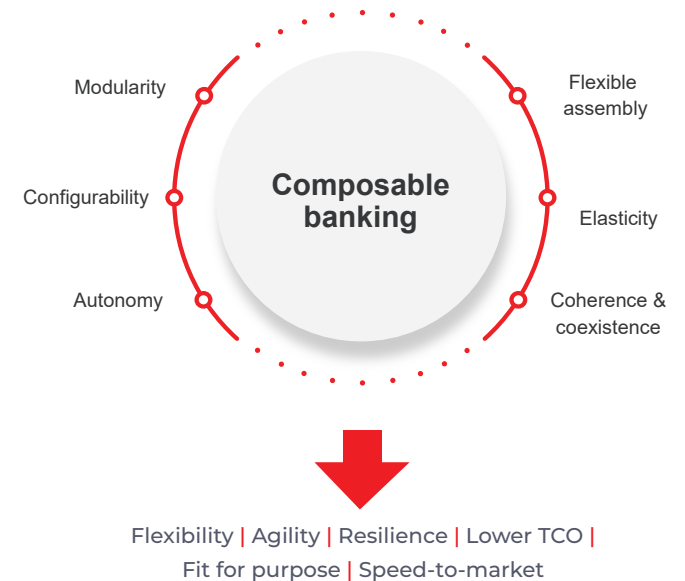 Modularity
Flexible
assembly
Composable
banking
Configurability
Elasticity
Autonomy
Coherence &
coexistence
Flexibility | Agility | Resilience | Lower TCO |
Fit for purpose | Speed-to-market